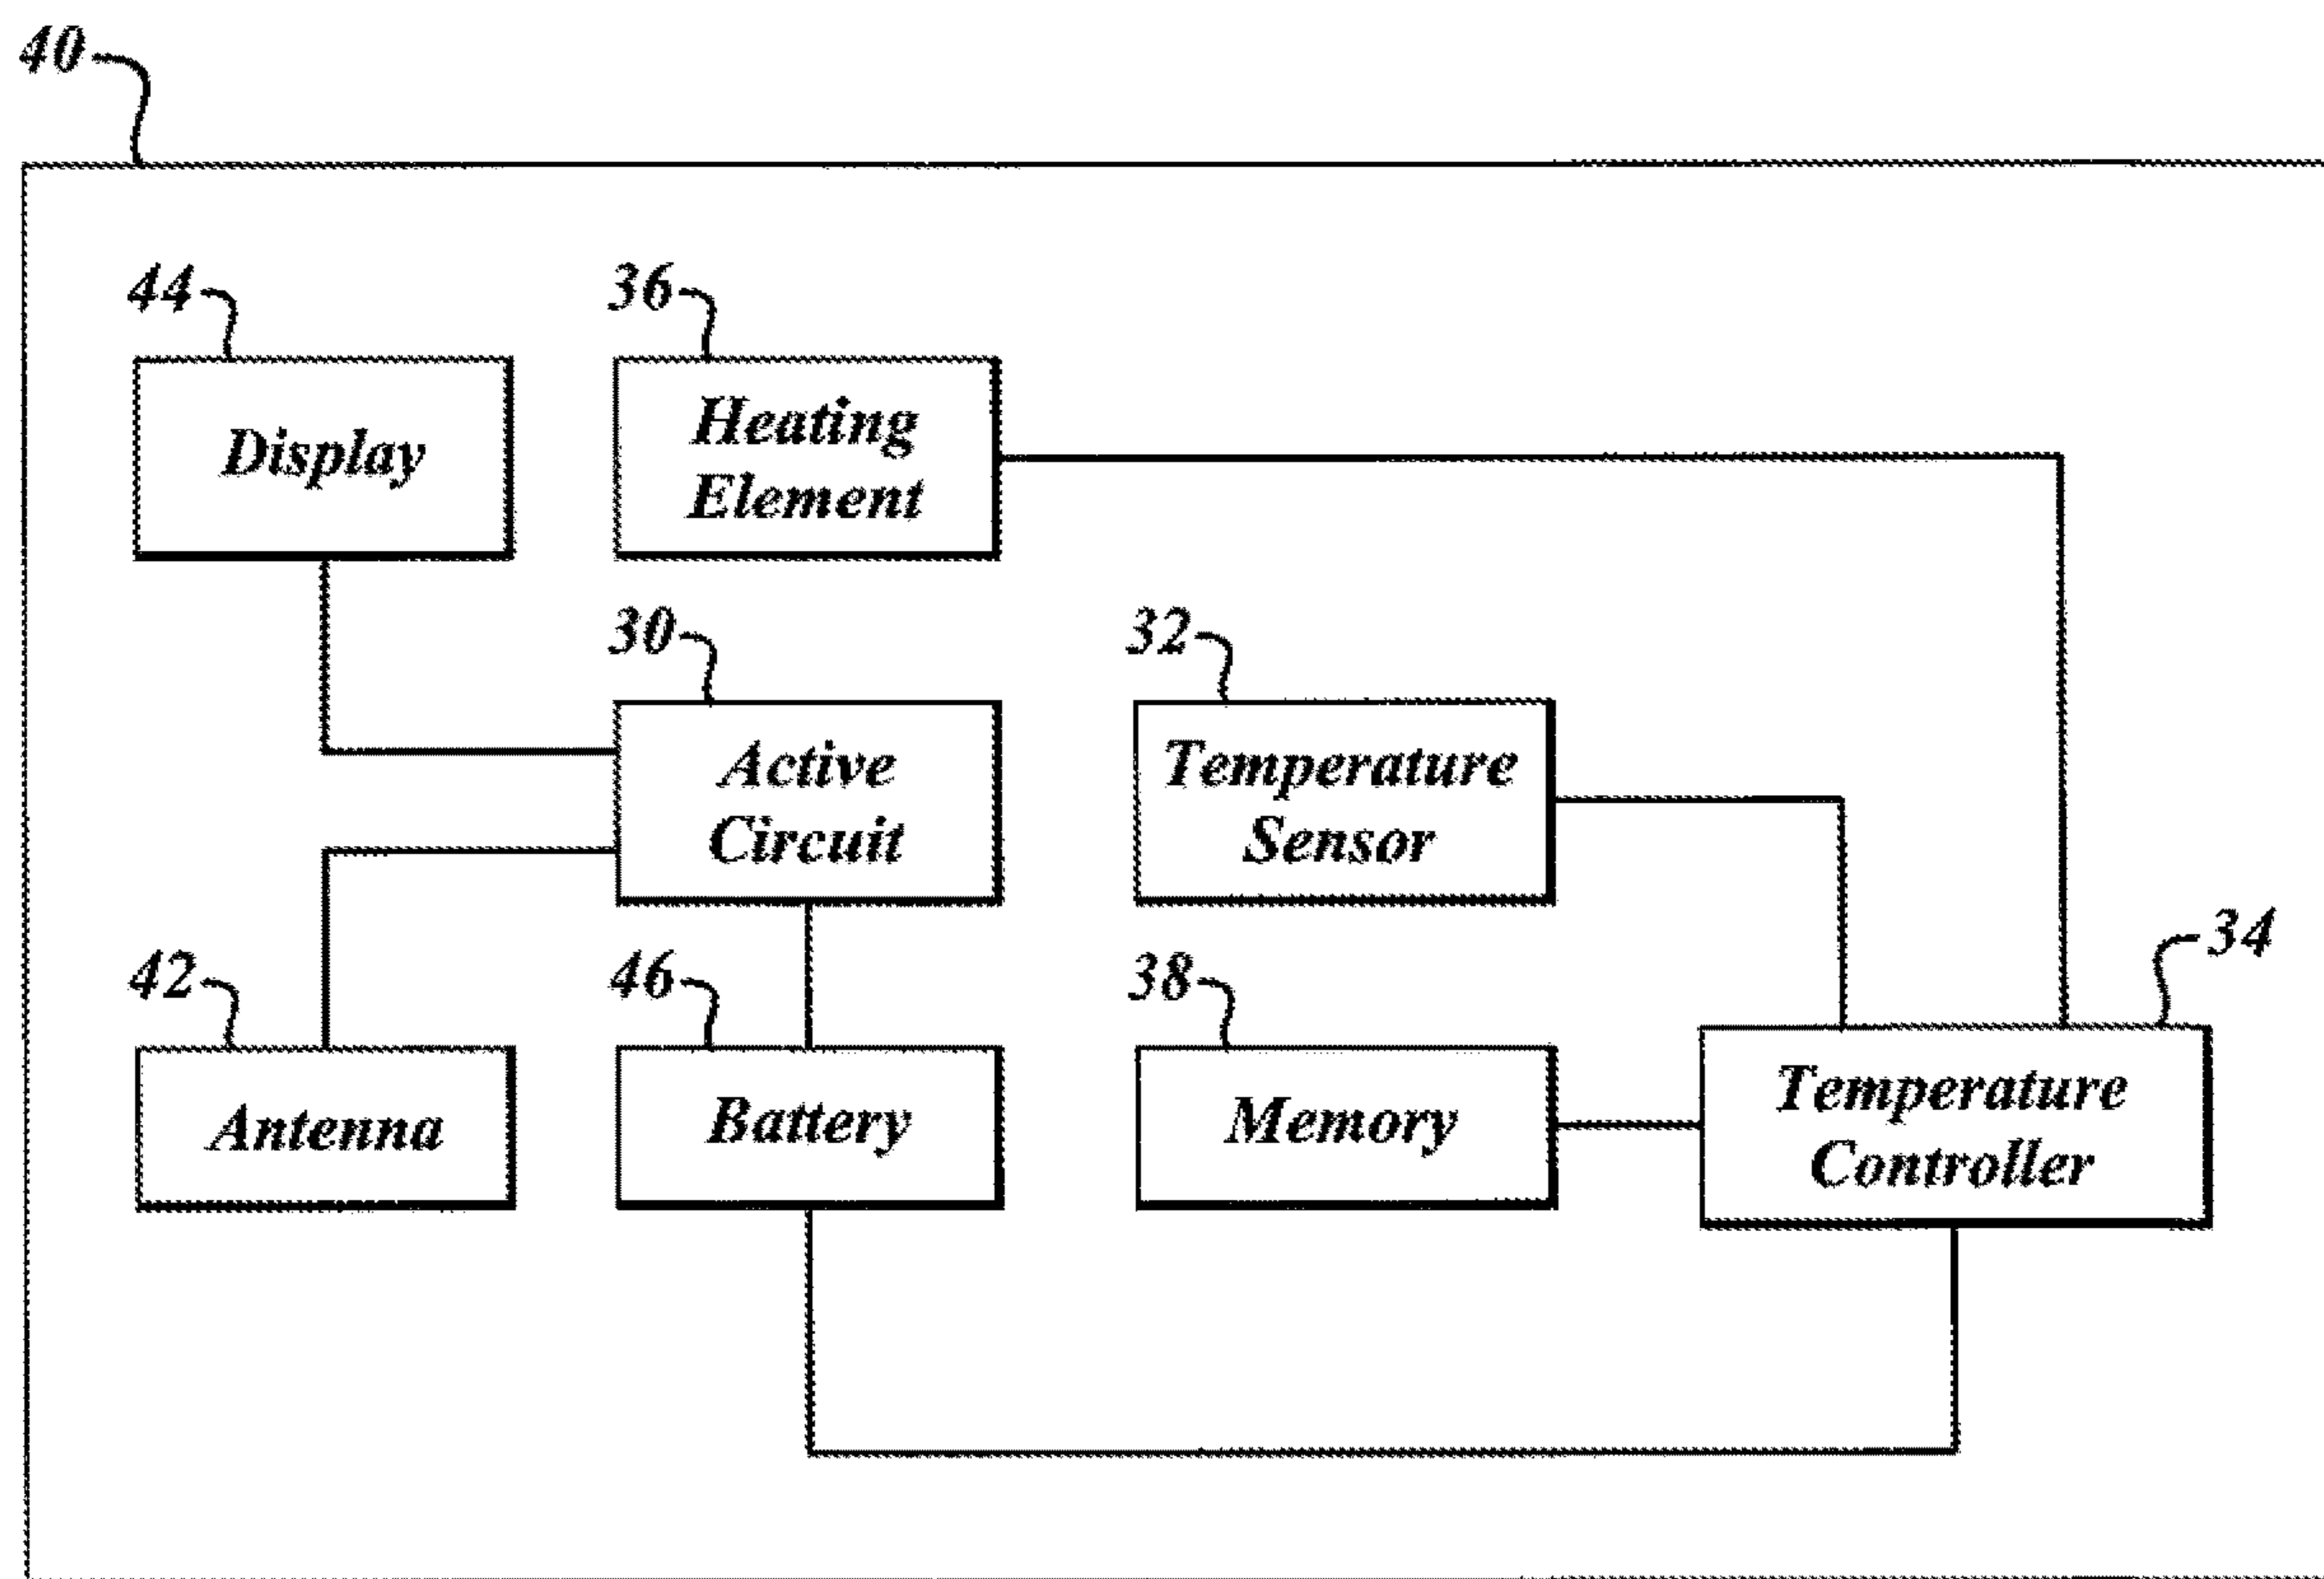 40
44
36
Display
Heating
Element
30
32
Active
Circuit
Temperature
Sensor
34
42
46
38
Antenna
Battery
Memory
Temperature
Controller